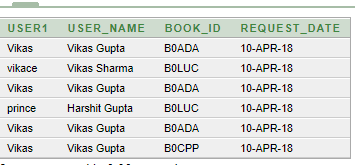 USER1 USER_NAME BOOK_ID REQUEST_DATE
Vikas Vikas Gupta B0ADA 10-APR-18
vikace Vikas Sharma B0LUC 10-APR-18
Vikas Vikas Gupta B0ADA 10-APR-18
prince Harshit Gupta B0LUC 10-APR-18
Vikas Vikas Gupta B0ADA 10-APR-18
Vikas Vikas Gupta B0CPP 10-APR-18